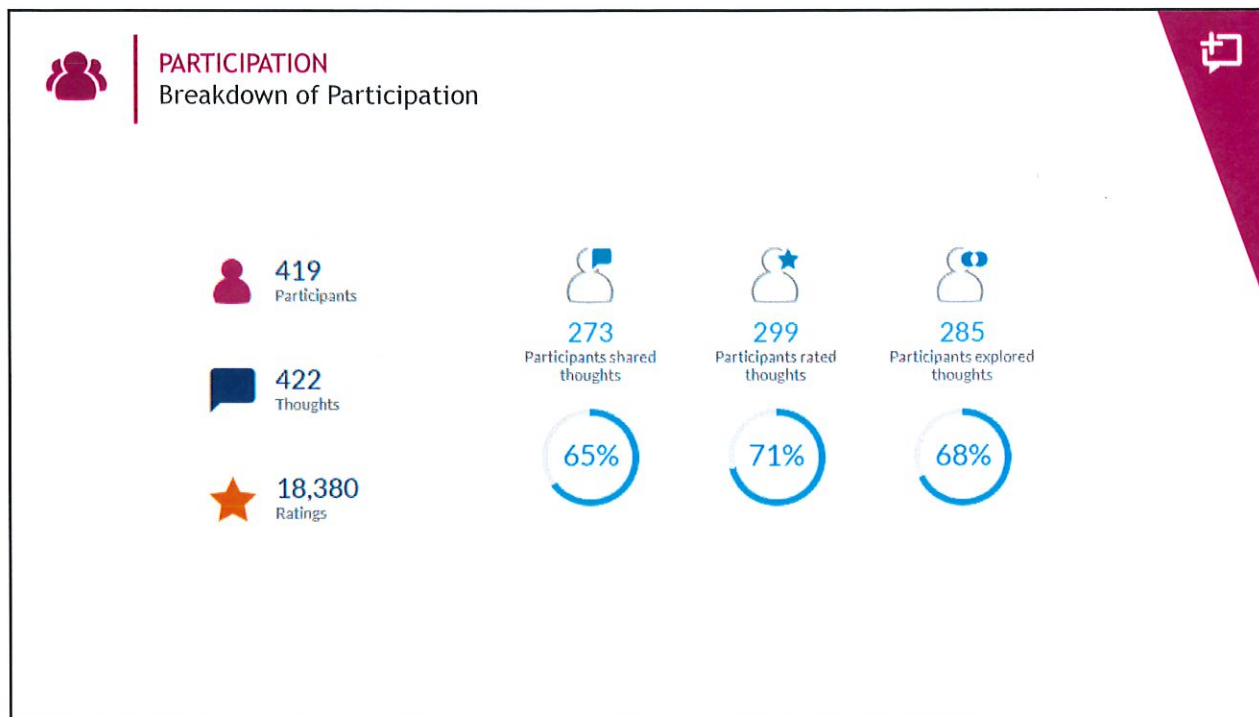 PARTICIPATION
Breakdown of Participation
419
Participants
422
Thoughts
18,380
Ratings
273
Participants shared
thoughts
65%
299
Participants rated
thoughts
71%
285
Participants explored
thoughts
68%